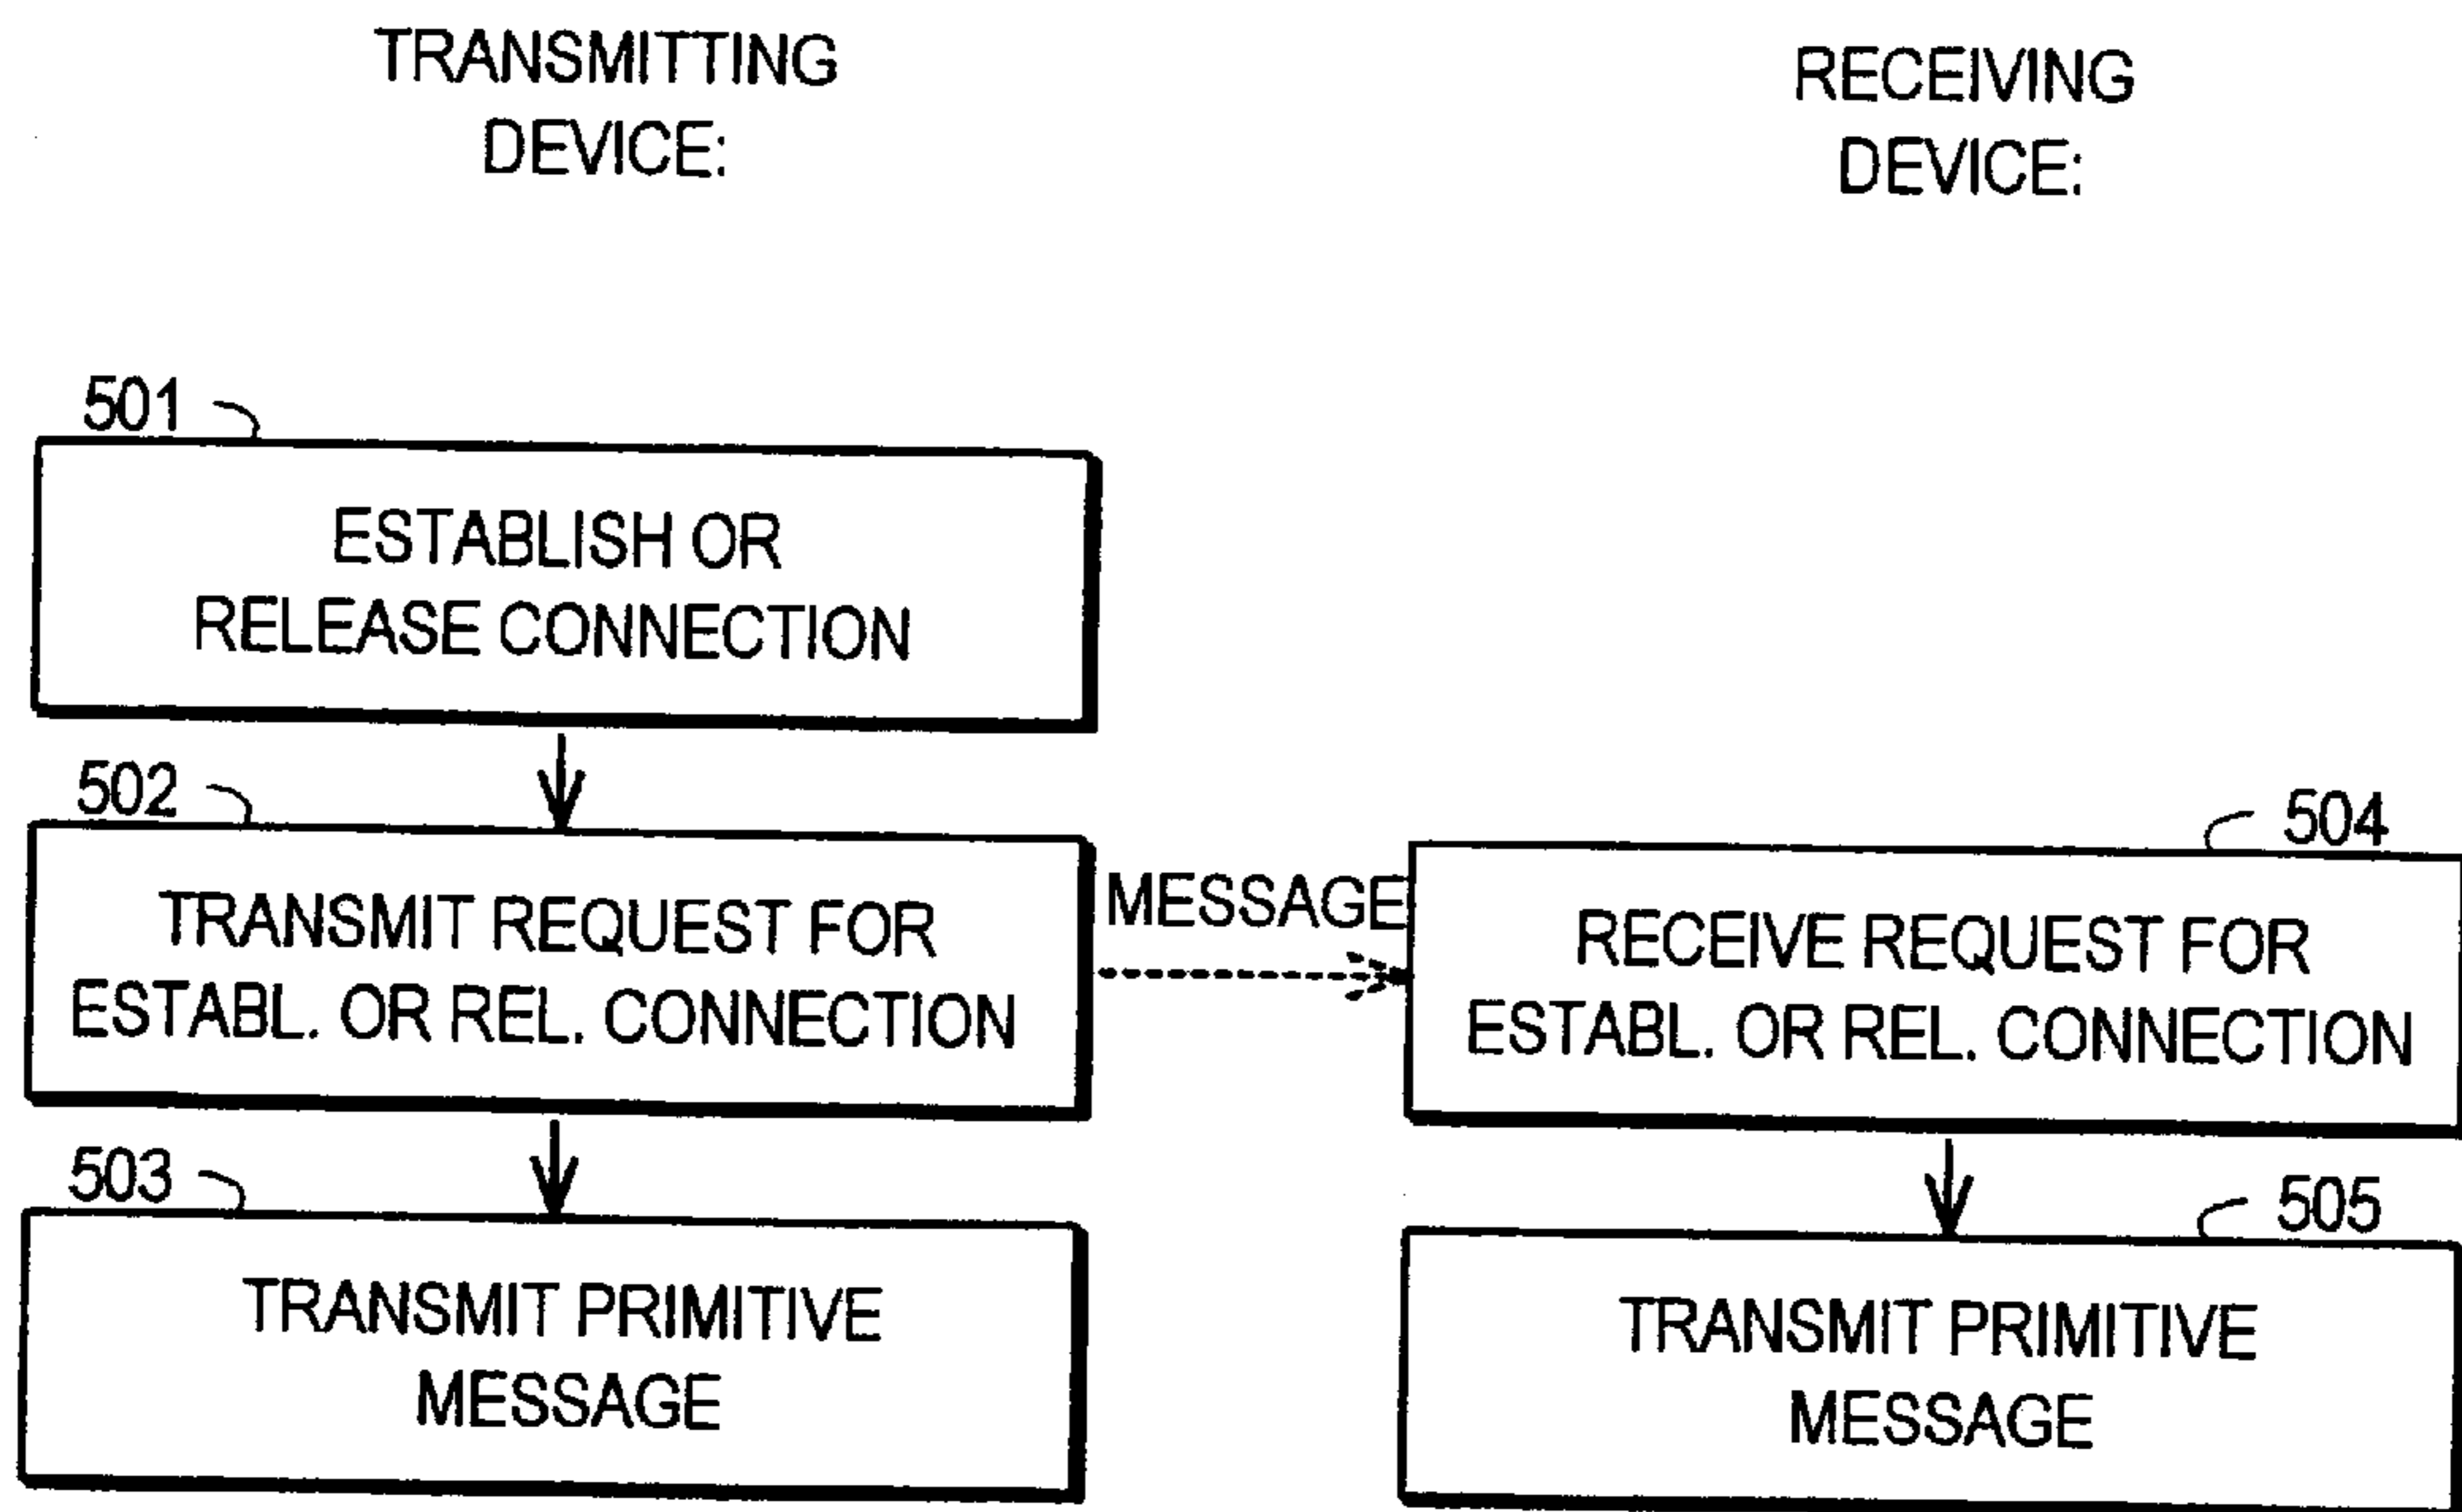 TRANSMITTING
DEVICE:
RECEIVING
DEVICE:
501
ESTABLISH OR
RELEASE CONNECTION
502
TRANSMIT REQUEST FOR
ESTABL. OR REL. CONNECTION
MESSAGE
504
RECEIVE REQUEST FOR
ESTABL. OR REL. CONNECTION
503
TRANSMIT PRIMITIVE
MESSAGE
505
TRANSMIT PRIMITIVE
MESSAGE